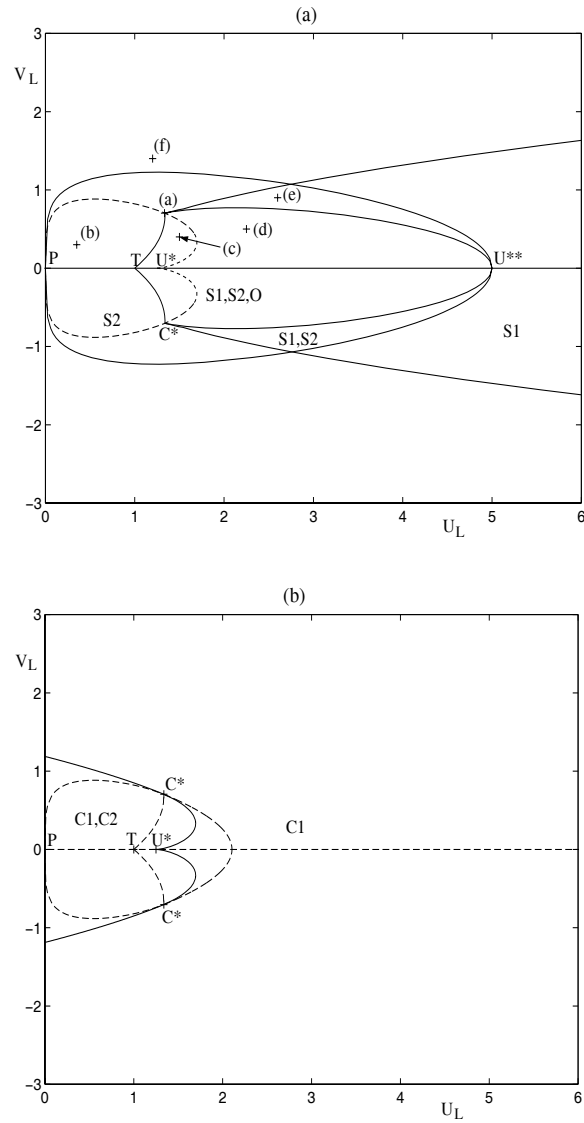 (a)
3
V_L
2
(f)
1
(a)
(e)
(b)
(d)
(c)
P
T
U*
U**
0
S1,S2,O
S2
C*
S1,S2
S1
-1
-2
-3
0
1
2
3
4
5
6
U_L
(b)
3
V_L
2
1
C*
C1,C2
C1
P
T
U*
0
C*
-1
-2
-3
0
1
2
3
4
5
6
U_L